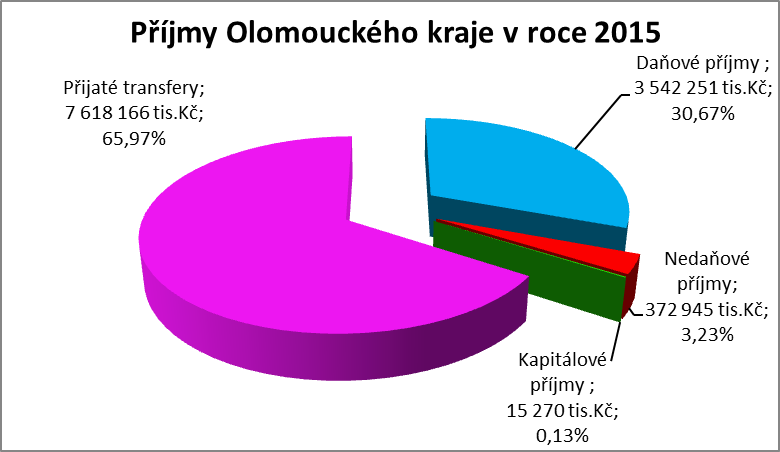 Příjmy Olomouckého kraje v roce 2015
Přijaté transfery;
7 618 166 tis.Kč;
65,97%
Daňové příjmy ;
3 542 251 tis.Kč;
30,67%
Nedaňové
příjmy;
372 945 tis.Kč;
3,23%
Kapitálové
příjmy ;
15 270 tis.Kč;
0,13%